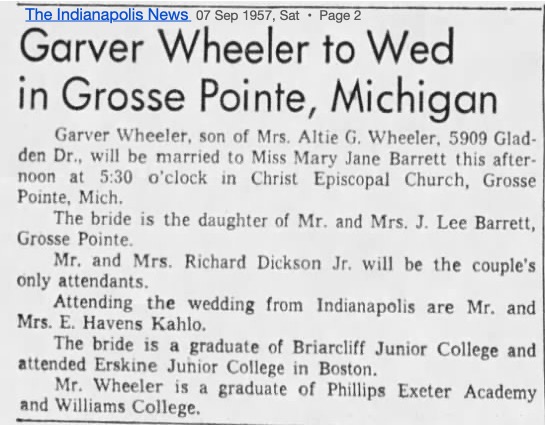 The Indianapolis News 07 Sep 1957, Sat · Page 2
Garver Wheeler to Wed
in Grosse Pointe, Michigan
Garver Wheeler, son of Mrs. Altie G. Wheeler, 5909 Glad-
den Dr., will be married to Miss Mary Jane Barrett this after-
noon at 5:30 o'clock in Christ Episcopal Church, Grosse
Pointe, Mich.
The bride is the daughter of Mr. and Mrs. J. Lee Barrett,
Grosse Pointe.
Mr. and Mrs. Richard Dickson Jr. will be the couple's
only attendants.
Attending the wedding from Indianapolis are Mr. and
Mrs. E. Havens Kahlo.
The bride is a graduate of Briarcliff Junior College and
attended Erskine Junior College in Boston.
Mr. Wheeler is a graduate of Phillips Exeter Academy
and Williams College.